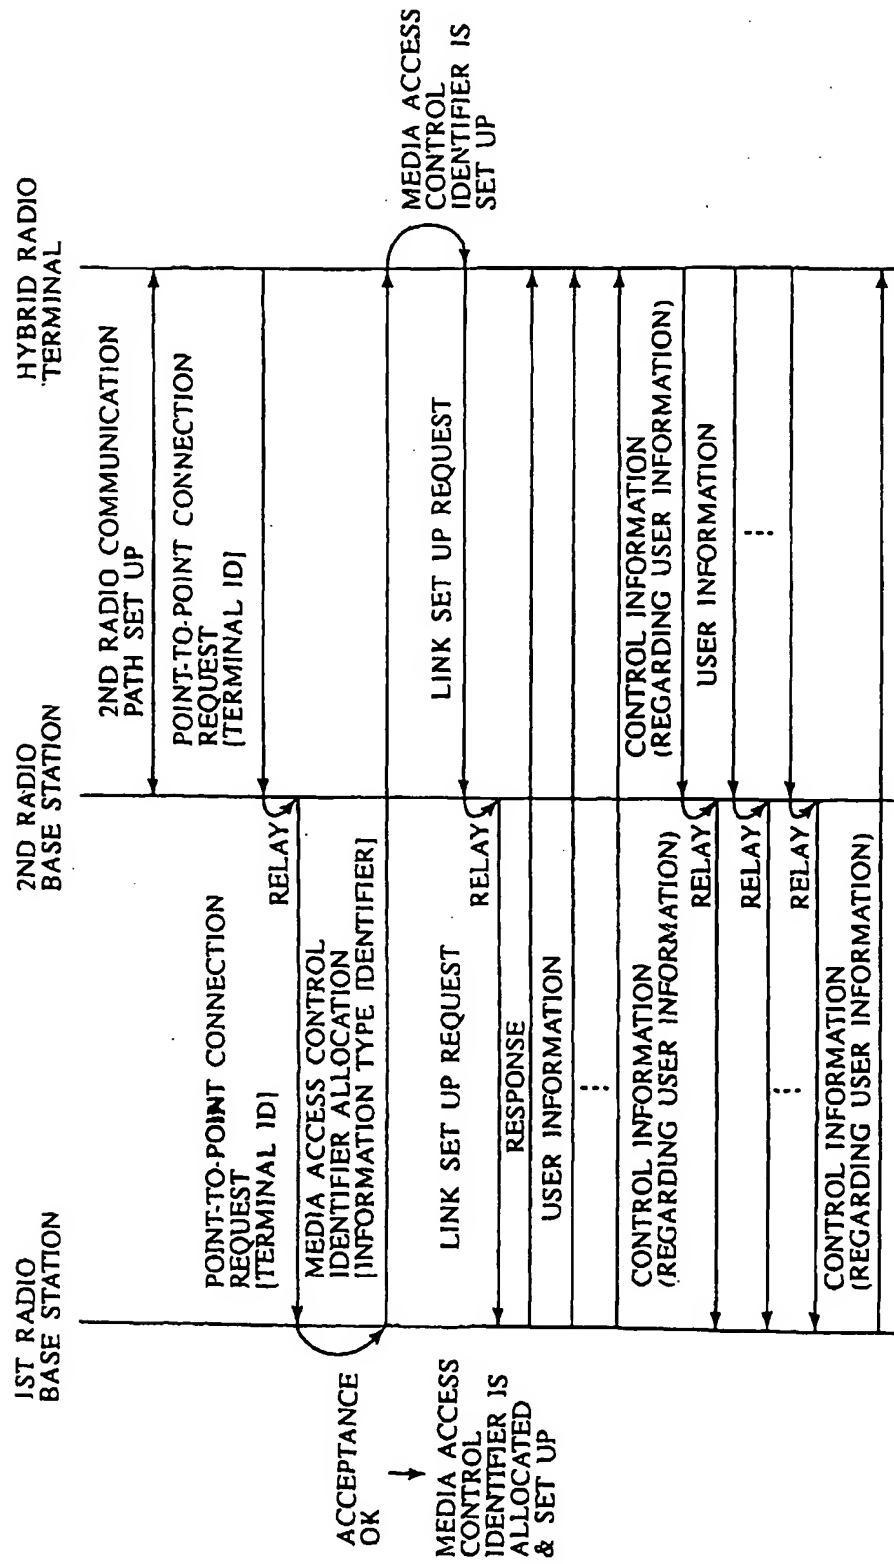 1ST RADIO
BASE STATION
2ND RADIO
BASE STATION
HYBRID RADIO
TERMINAL
2ND RADIO COMMUNICATION
PATH SET UP
POINT-TO-POINT CONNECTION
REQUEST
[TERMINAL ID]
POINT-TO-POINT CONNECTION
REQUEST
[TERMINAL ID]
RELAY
ACCEPTANCE
OK
MEDIA ACCESS
CONTROL
IDENTIFIER IS
ALLOCATED
& SET UP
MEDIA ACCESS CONTROL
IDENTIFIER ALLOCATION
[INFORMATION TYPE IDENTIFIER]
MEDIA ACCESS
CONTROL
IDENTIFIER IS
SET UP
LINK SET UP REQUEST
LINK SET UP REQUEST
RELAY
RESPONSE
USER INFORMATION
CONTROL INFORMATION
(REGARDING USER INFORMATION)
CONTROL INFORMATION
(REGARDING USER INFORMATION)
RELAY
USER INFORMATION
RELAY
RELAY
CONTROL INFORMATION
(REGARDING USER INFORMATION)